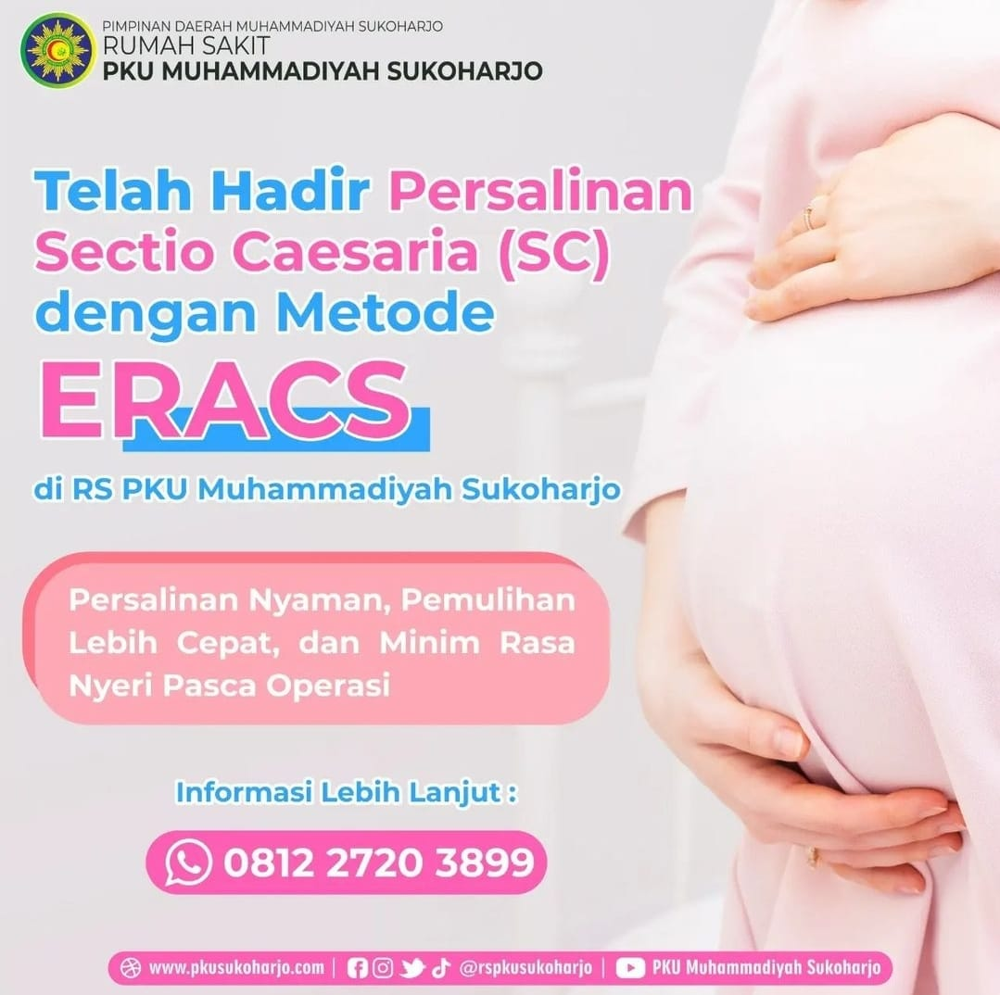 PIMPINAN DAERAH MUHAMMADIYAH SUKOHARJO
RUMAH SAKIT
PKU MUHAMMADIYAH SUKOHARJO
Telah Hadir Persalinan
Sectio Caesaria (SC)
dengan Metode
ERACS
di RS PKU Muhammadiyah Sukoharjo
Persalinan Nyaman, Pemulihan
Lebih Cepat, dan Minim Rasa
Nyeri Pasca Operasi
Informasi Lebih Lanjut :
0812 2720 3899
www.pkusukoharjo.com | @rspkusukoharjo | PKU Muhammadiyah Sukoharjo